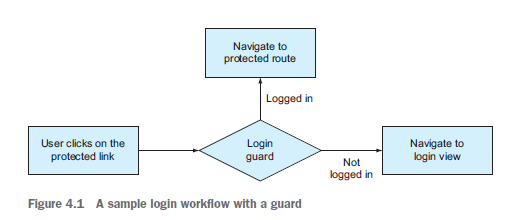 Navigate to
protected route
Logged in
User clicks on the
protected link
Login
guard
Not
logged in
Navigate to
login view
Figure 4.1 A sample login workflow with a guard